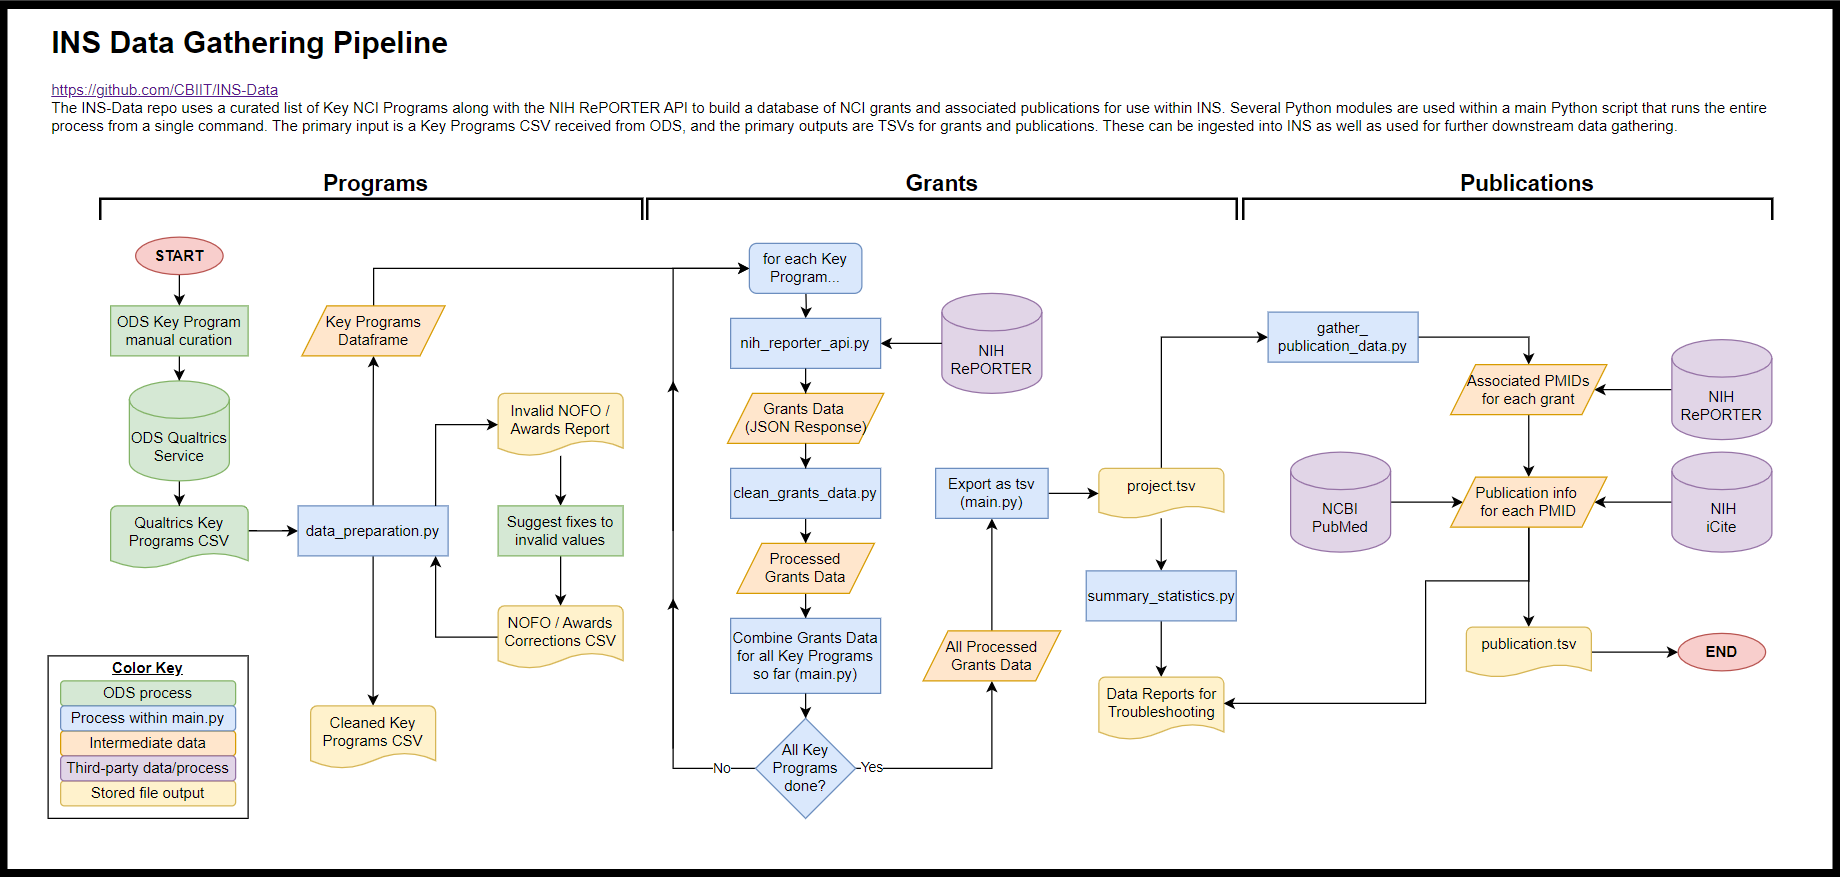 INS Data Gathering Pipeline
https://github.com/CBIIT/INS-Data
The INS-Data repo uses a curated list of Key NCI Programs along with the NIH RePORTER API to build a database of NCI grants and associated publications for use within INS. Several Python modules are used within a main Python script that runs the entire
process from a single command. The primary input is a Key Programs CSV received from ODS, and the primary outputs are TSVs for grants and publications. These can be ingested into INS as well as used for further downstream data gathering.
Programs
START
ODS Key Program
manual curation
ODS Qualtrics
Service
Qualtrics Key
Programs CSV
data_preparation.py
Key Programs
Dataframe
Invalid NOFO /
Awards Report
Suggest fixes to
invalid values
NOFO / Awards
Corrections CSV
Cleaned Key
Programs CSV
Color Key
ODS process
Process within main.py
Intermediate data
Third-party data/process
Stored file output
Grants
for each Key
Program...
nih_reporter_api.py
NIH
RePORTER
Grants Data
(JSON Response)
clean_grants_data.py
Processed
Grants Data
Combine Grants Data
for all Key Programs
so far (main.py)
All Key
Programs
done?
No
Yes
All Processed
Grants Data
Export as tsv
(main.py)
project.tsv
summary_statistics.py
Data Reports for
Troubleshooting
Publications
gather_
publication_data.py
Associated PMIDs
for each grant
NIH
RePORTER
NCBI
PubMed
Publication info
for each PMID
NIH
iCite
publication.tsv
END